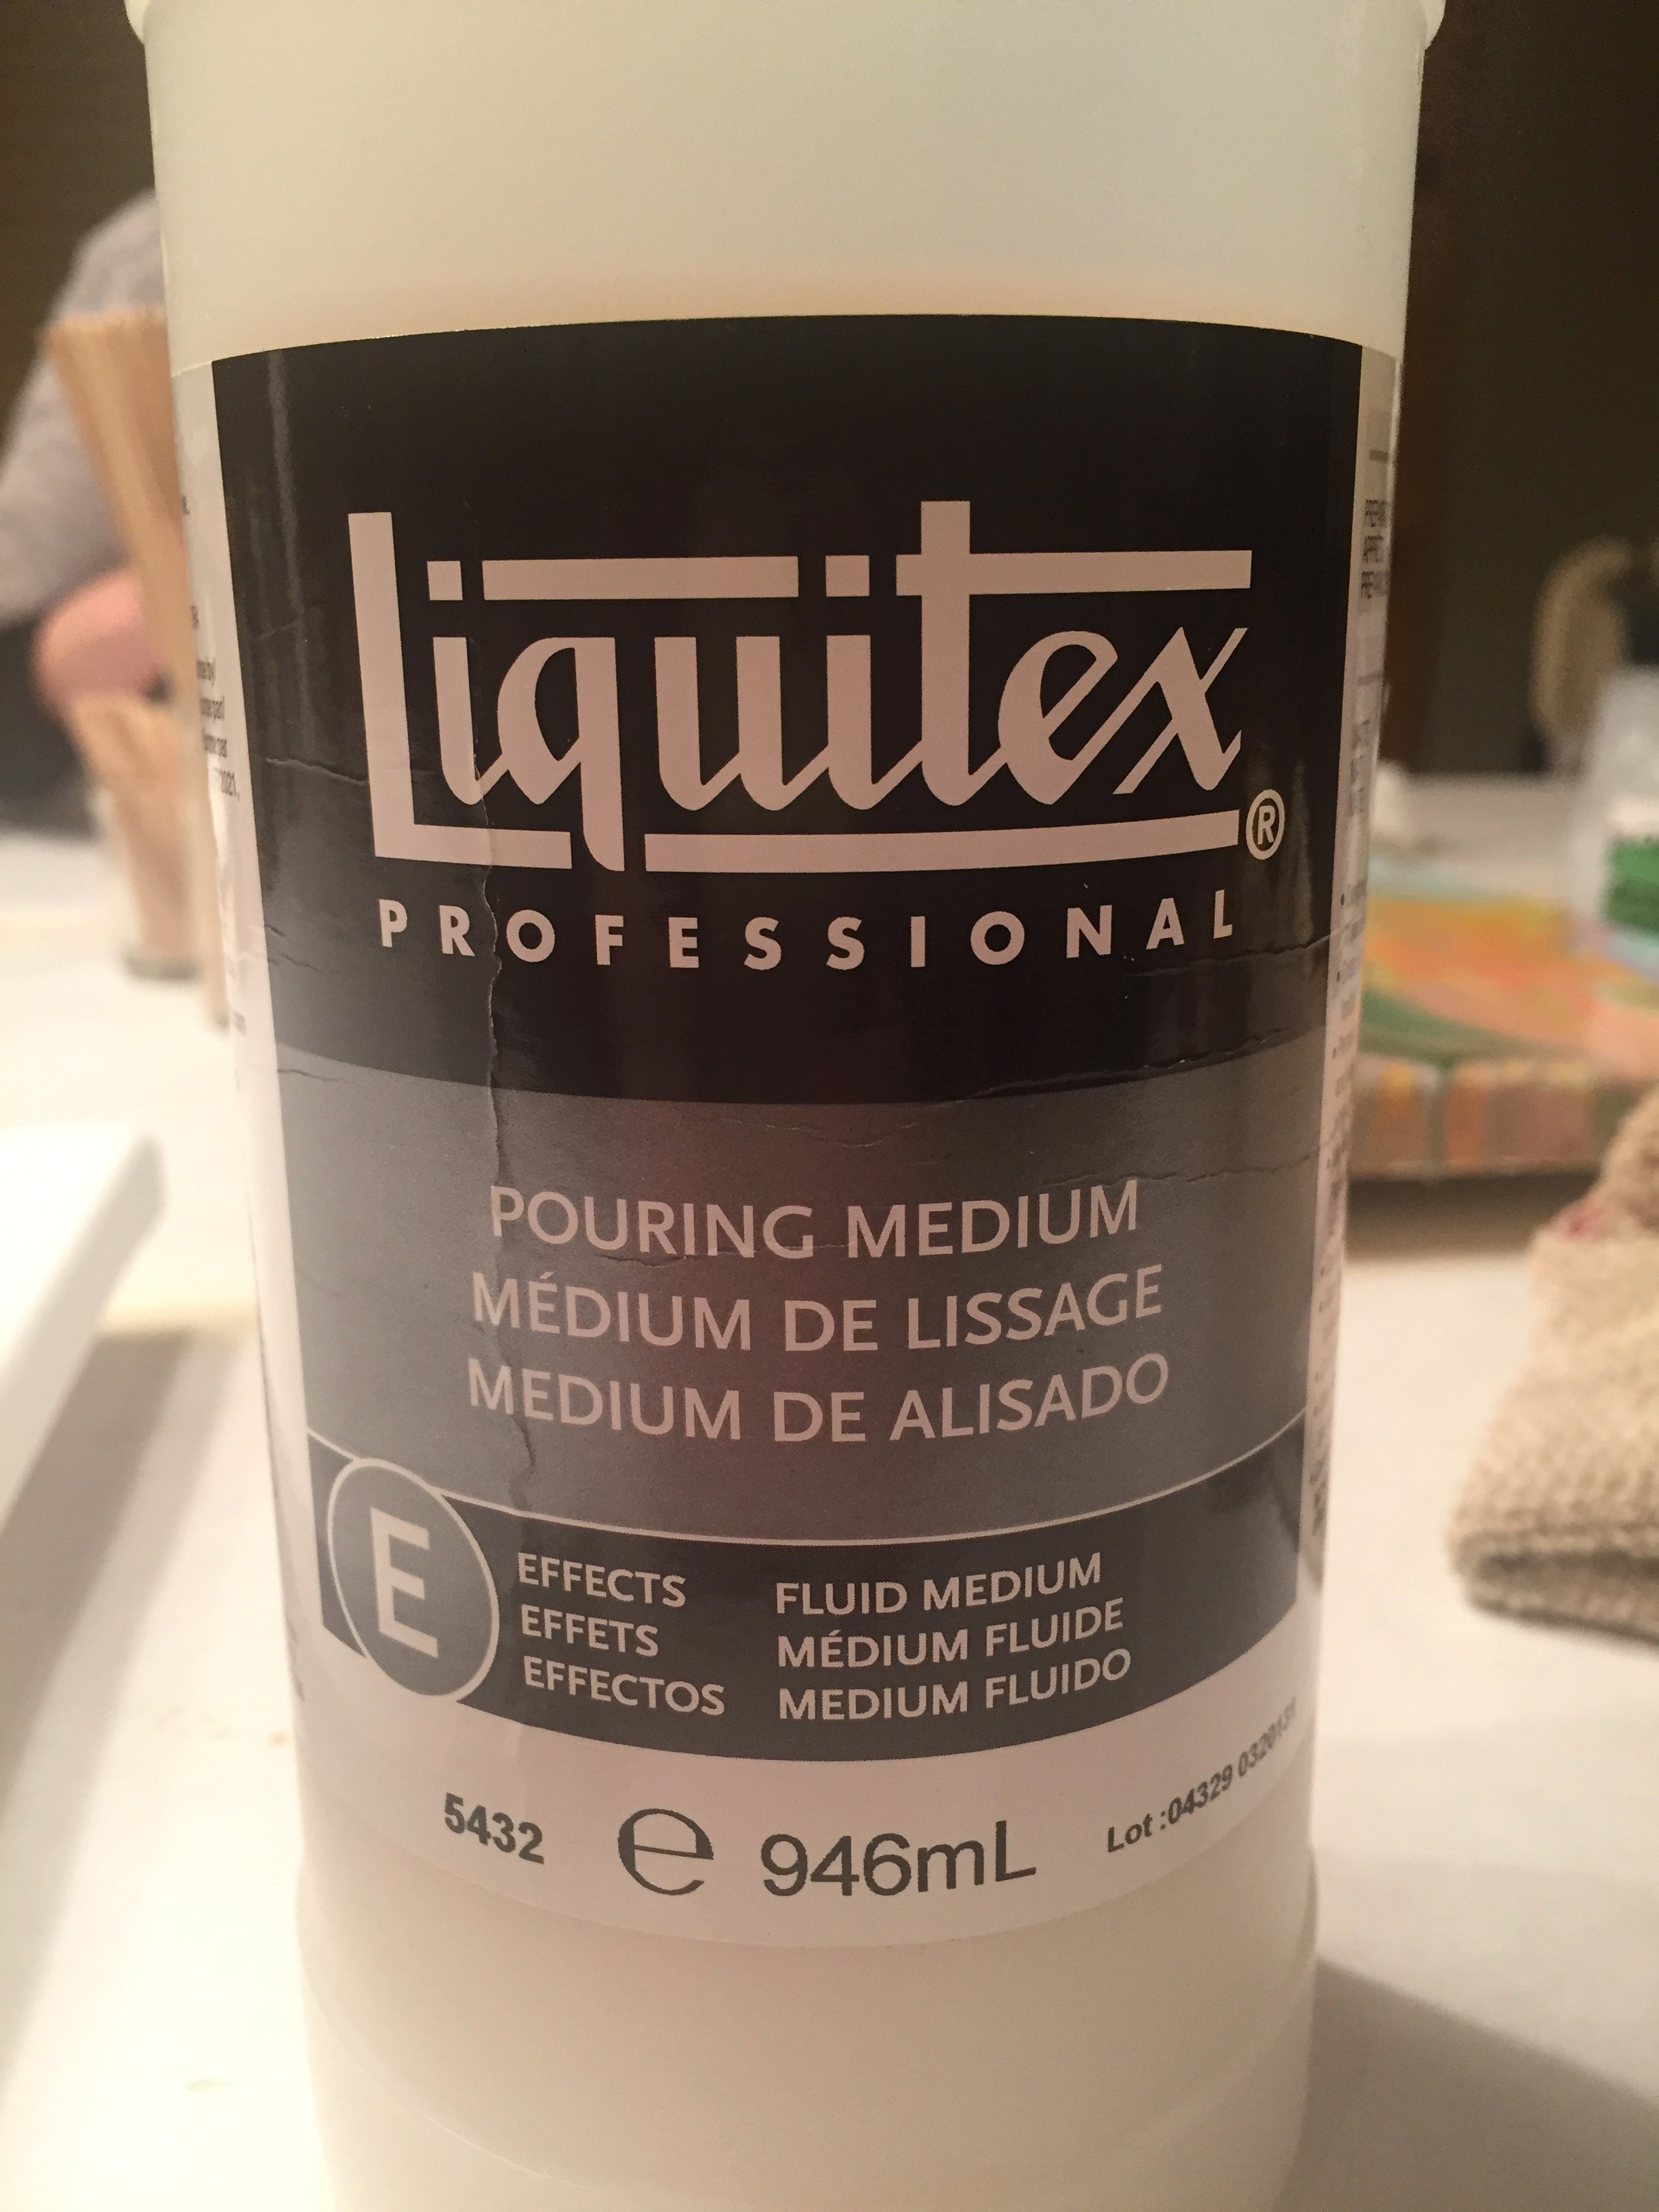 Liquitex®
PROFESSIONAL
POURING MEDIUM
MÉDIUM DE LISSAGE
MEDIUM DE ALISADO
E
EFFECTS
EFFETS
EFFECTOS
FLUID MEDIUM
MÉDIUM FLUIDE
MEDIUM FLUIDO
5432
e 946mL
Lot :04329